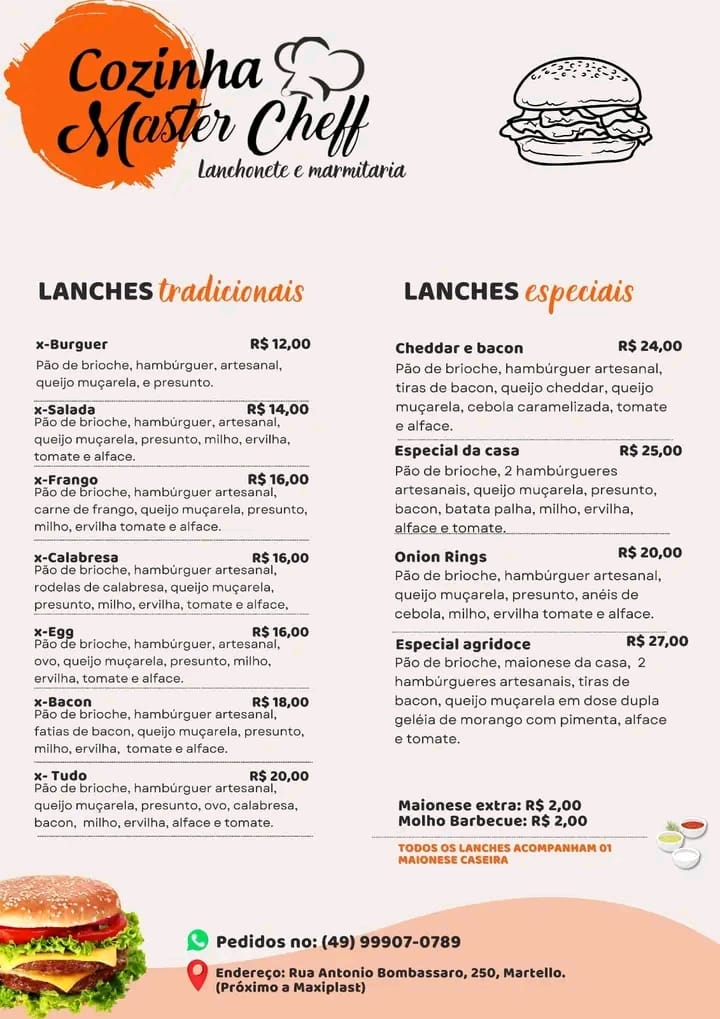 Cozinha
Master Cheff
Lanchonete e marmitaria
LANCHES tradicionais
x-Burguer R$ 12,00
Pão de brioche, hambúrguer, artesanal,
queijo muçarela, e presunto.
x-Salada R$ 14,00
Pão de brioche, hambúrguer, artesanal,
queijo muçarela, presunto, milho, ervilha,
tomate e alface.
x-Frango R$ 16,00
Pão de brioche, hambúrguer artesanal,
carne de frango, queijo muçarela, presunto,
milho, ervilha tomate e alface.
x-Calabresa R$ 16,00
Pão de brioche, hambúrguer artesanal,
rodelas de calabresa, queijo muçarela,
presunto, milho, ervilha, tomate e alface,
x-Egg R$ 16,00
Pão de brioche, hambúrguer, artesanal,
ovo, queijo muçarela, presunto, milho,
ervilha, tomate e alface.
x-Bacon R$ 18,00
Pão de brioche, hambúrguer artesanal,
fatias de bacon, queijo muçarela, presunto,
milho, ervilha, tomate e alface.
x- Tudo R$ 20,00
Pão de brioche, hambúrguer artesanal,
queijo muçarela, presunto, ovo, calabresa,
bacon, milho, ervilha, alface e tomate.
LANCHES especiais
Cheddar e bacon R$ 24,00
Pão de brioche, hambúrguer artesanal,
tiras de bacon, queijo cheddar, queijo
muçarela, cebola caramelizada, tomate
e alface.
Especial da casa R$ 25,00
Pão de brioche, 2 hambúrgueres
artesanais, queijo muçarela, presunto,
bacon, batata palha, milho, ervilha,
alface e tomate.
Onion Rings R$ 20,00
Pão de brioche, hambúrguer artesanal,
queijo muçarela, presunto, anéis de
cebola, milho, ervilha tomate e alface.
Especial agridoce R$ 27,00
Pão de brioche, maionese da casa, 2
hambúrgueres artesanais, tiras de
bacon, queijo muçarela em dose dupla
geléia de morango com pimenta, alface
e tomate.
Maionese extra: R$ 2,00
Molho Barbecue: R$ 2,00
TODOS OS LANCHES ACOMPANHAM 01
MAIONESE CASEIRA
Pedidos no: (49) 99907-0789
Endereço: Rua Antonio Bombassaro, 250, Martello.
(Próximo a Maxiplast)